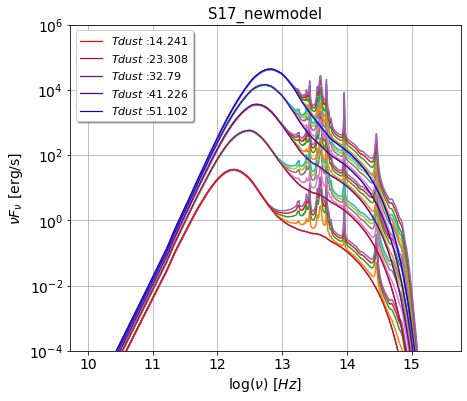 S17_newmodel
νFν [erg/s]
10^6
10^4
10^2
10^0
10^−2
10^−4
Tdust :14.241
Tdust :23.308
Tdust :32.79
Tdust :41.226
Tdust :51.102
10 11 12 13 14 15
log(ν) [Hz]